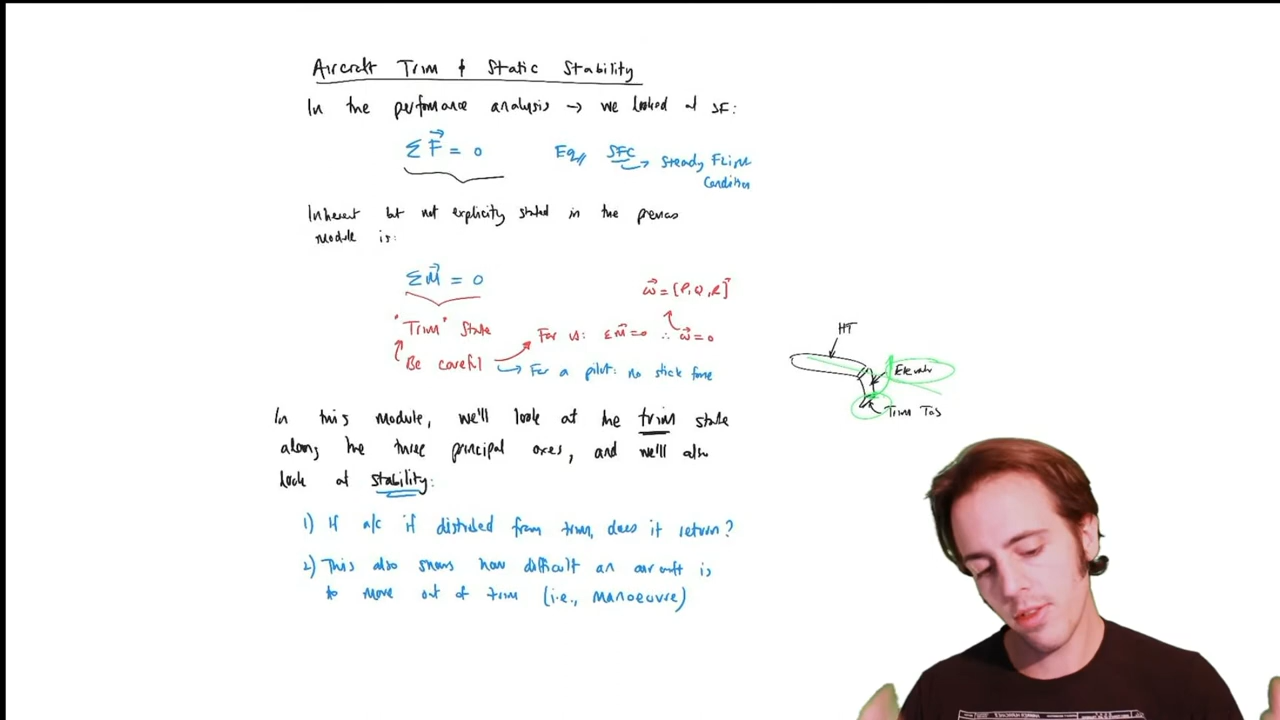 Aircraft Trim & Static Stability
In the performance analysis → we looked at SF:
ΣF⃗ = 0 Eq// SFC → Steady Flight
Condition
Inherent but not explicity stated in the previous
module is:
ΣM⃗ = 0
ω⃗ = [P, Q, R]ᵀ
"Trim" State
For us: ΣM⃗=0 ∴ ω⃗=0
Be careful
→ For a pilot: no stick force
HT
Elevator
Trim Tab
In this module, we'll look at the trim state
along the three principal axes, and we'll also
look at stability:
1) If a/c if disturbed from trim, does it return?
2) This also shows how difficult an aircraft is
to move out of trim (i.e., manoeuvre)